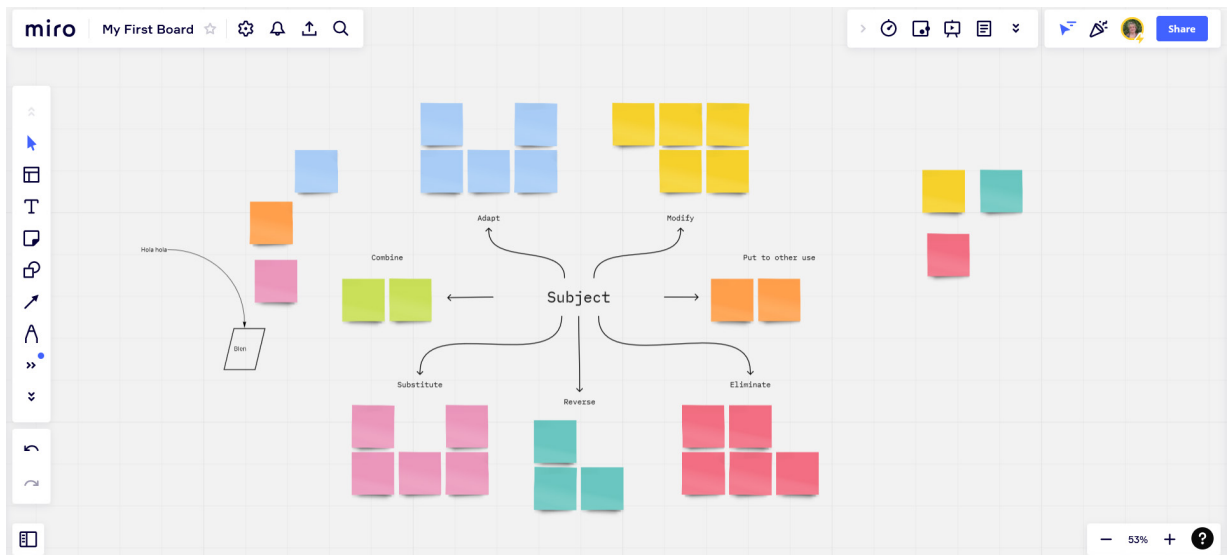 miro
My First Board
Share
Adapt
Modify
Hola hola
Combine
Put to other use
Subject
Bien
Substitute
Eliminate
Reverse
53%
?